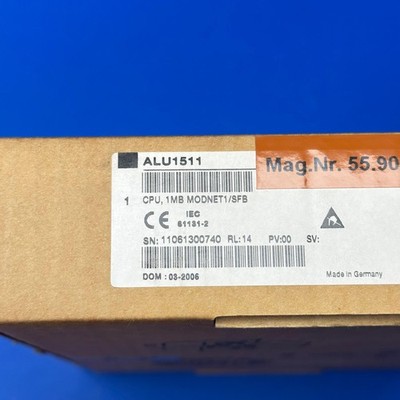 ALU1511
Mag.Nr. 55.90
1 CPU, 1MB MODNET1/SFB
CE IEC
61131-2
SN: 11061300740 RL:14 PV:00 SV:
Made in Germany
DOM : 03-2006